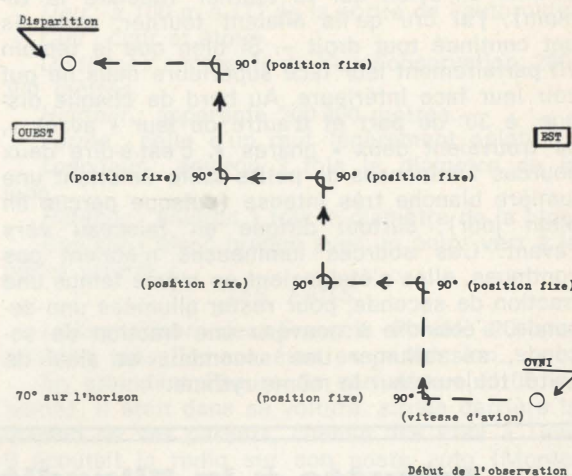 Disparition
90° (position fixe)
OUEST
EST
(position fixe) 90° 90° (position fixe)
(position fixe) 90° 90° (position fixe)
OVNI
70° sur l'horison (position fixe) 90°
(vitesse d'avion)
Début de l'observation